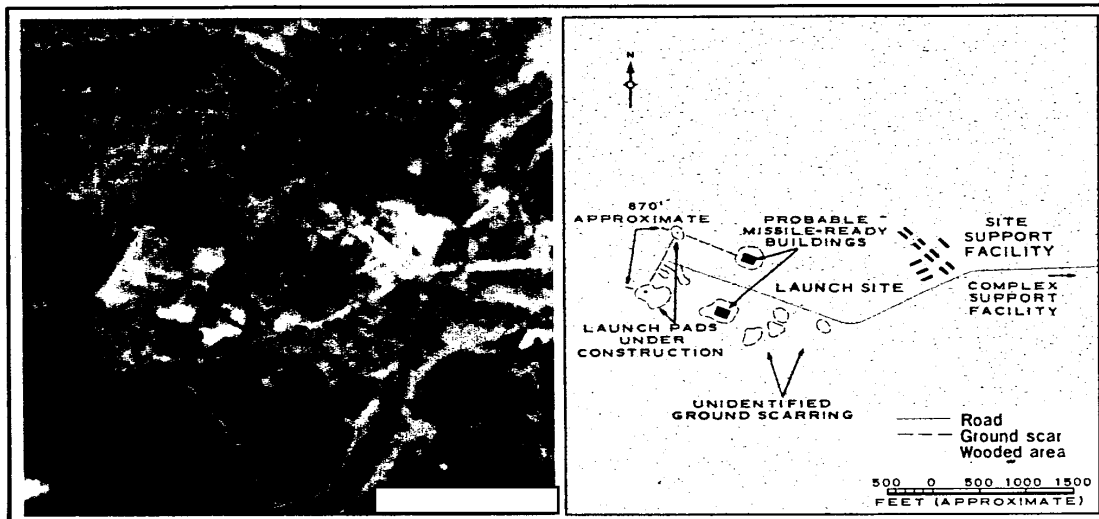 N
870'
APPROXIMATE
PROBABLE
MISSILE-READY
BUILDINGS
SITE
SUPPORT
FACILITY
LAUNCH SITE
COMPLEX
SUPPORT
FACILITY
LAUNCH PADS
UNDER
CONSTRUCTION
UNIDENTIFIED
GROUND SCARRING
Road
Ground scar
Wooded area
500 0 500 1000 1500
FEET (APPROXIMATE)